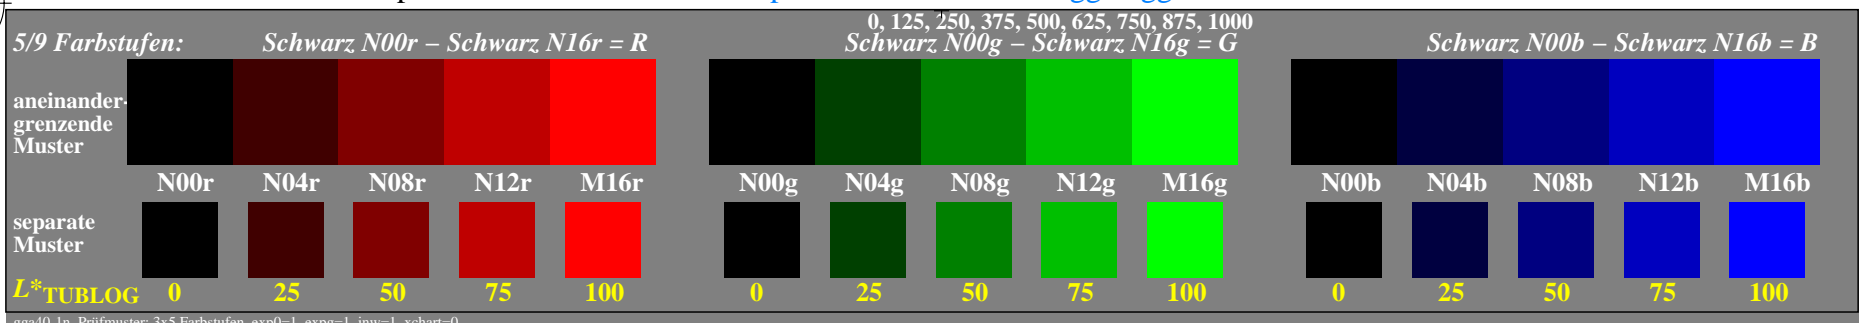 0, 125, 250, 375, 500, 625, 750, 875, 1000
5/9 Farbstufen: Schwarz N00r – Schwarz N16r = R Schwarz N00g – Schwarz N16g = G Schwarz N00b – Schwarz N16b = B
aneinander-
grenzende
Muster
N00r N04r N08r N12r M16r N00g N04g N08g N12g M16g N00b N04b N08b N12b M16b
separate
Muster
L*TUBLOG 0 25 50 75 100 0 25 50 75 100 0 25 50 75 100